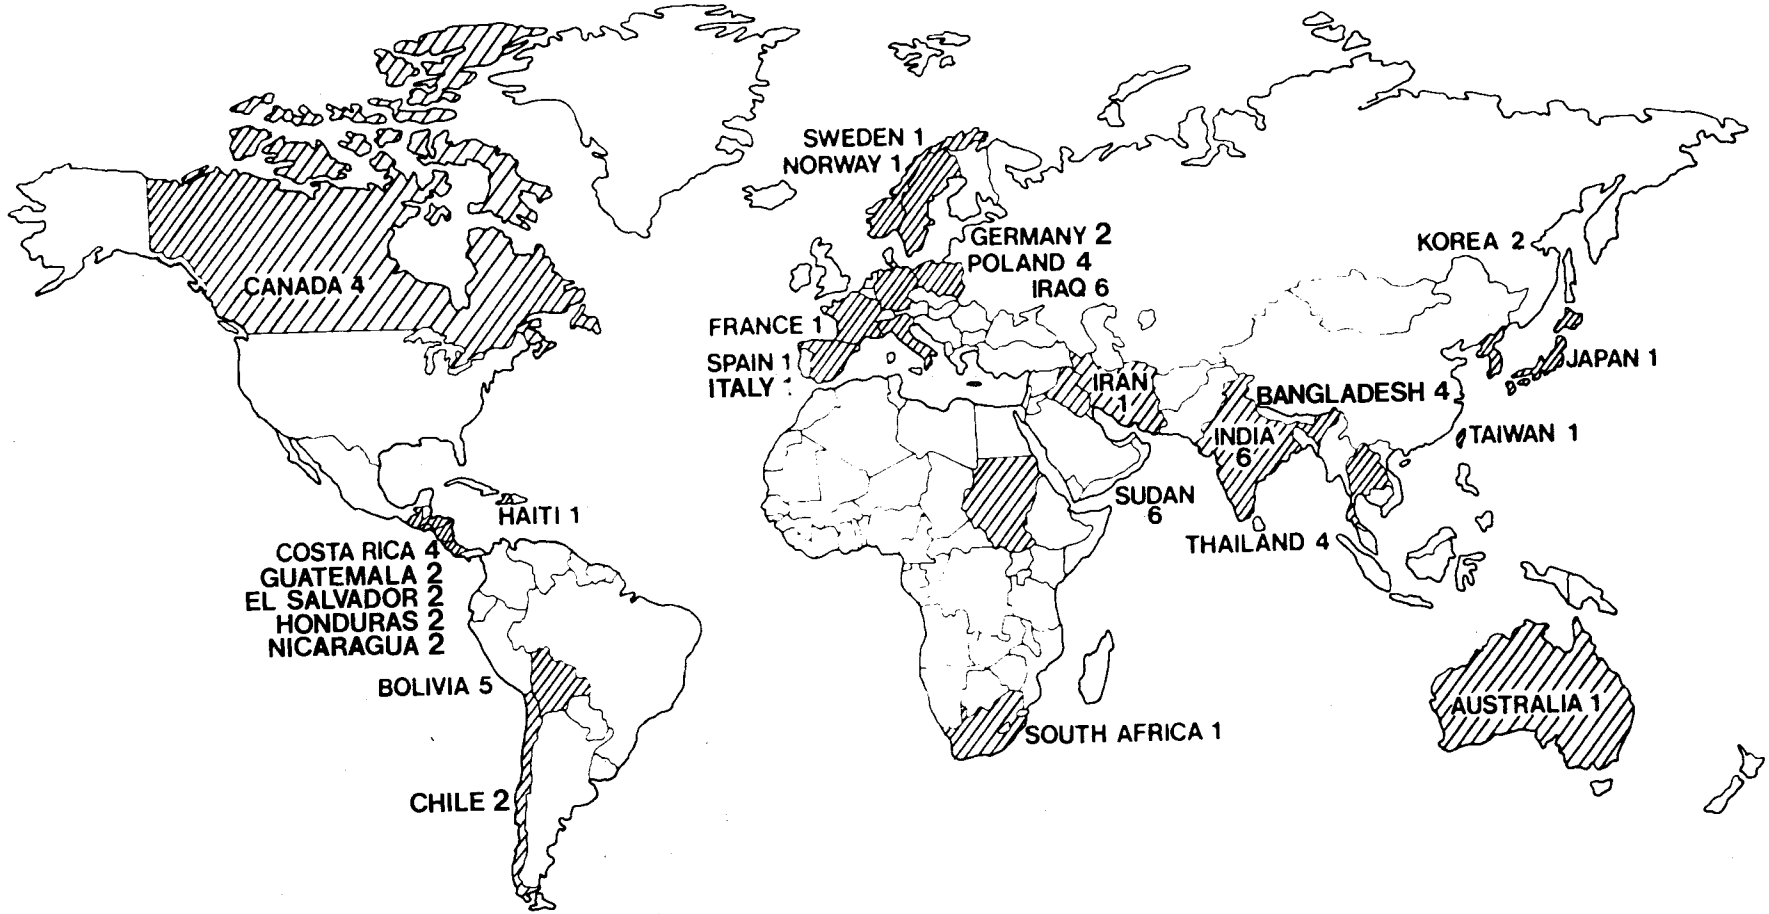 SWEDEN 1
NORWAY 1
GERMANY 2
POLAND 4
IRAQ 6
KOREA 2
CANADA 4
FRANCE 1
SPAIN 1
ITALY
JAPAN 1
IRAN
1
BANGLADESH 4
INDIA
6
TAIWAN 1
SUDAN
6
HAITI 1
THAILAND 4
COSTA RICA 4
GUATEMALA 2
EL SALVADOR 2
HONDURAS 2
NICARAGUA 2
BOLIVIA 5
AUSTRALIA 1
SOUTH AFRICA 1
CHILE 2